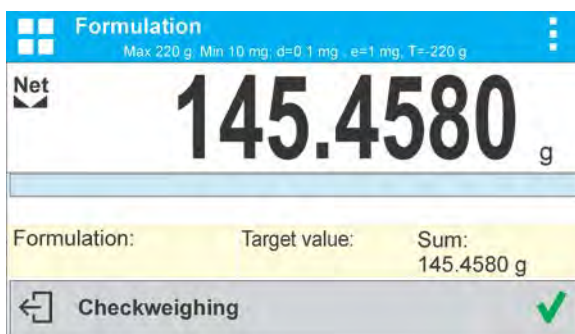 Formulation
Max 220 g; Min 10 mg; d=0.1 mg , e=1 mg, T=-220 g
Net
145.4580 g
Formulation: Target value: Sum:
145.4580 g
Checkweighing